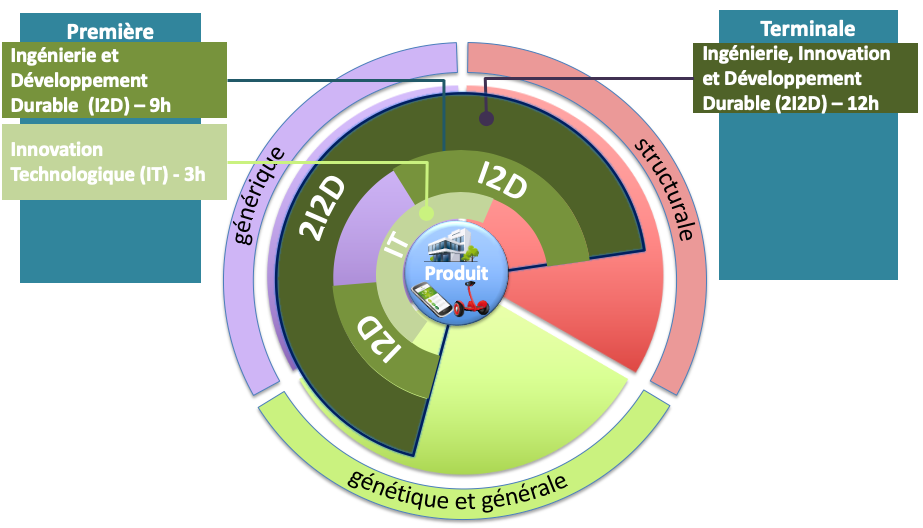 Première
Ingénierie et
Développement
Durable (I2D) – 9h
Innovation
Technologique (IT) - 3h
Terminale
Ingénierie, Innovation
et Développement
Durable (2I2D) – 12h
générique
structurale
génétique et générale
2I2D
I2D
I2D
IT
Produit